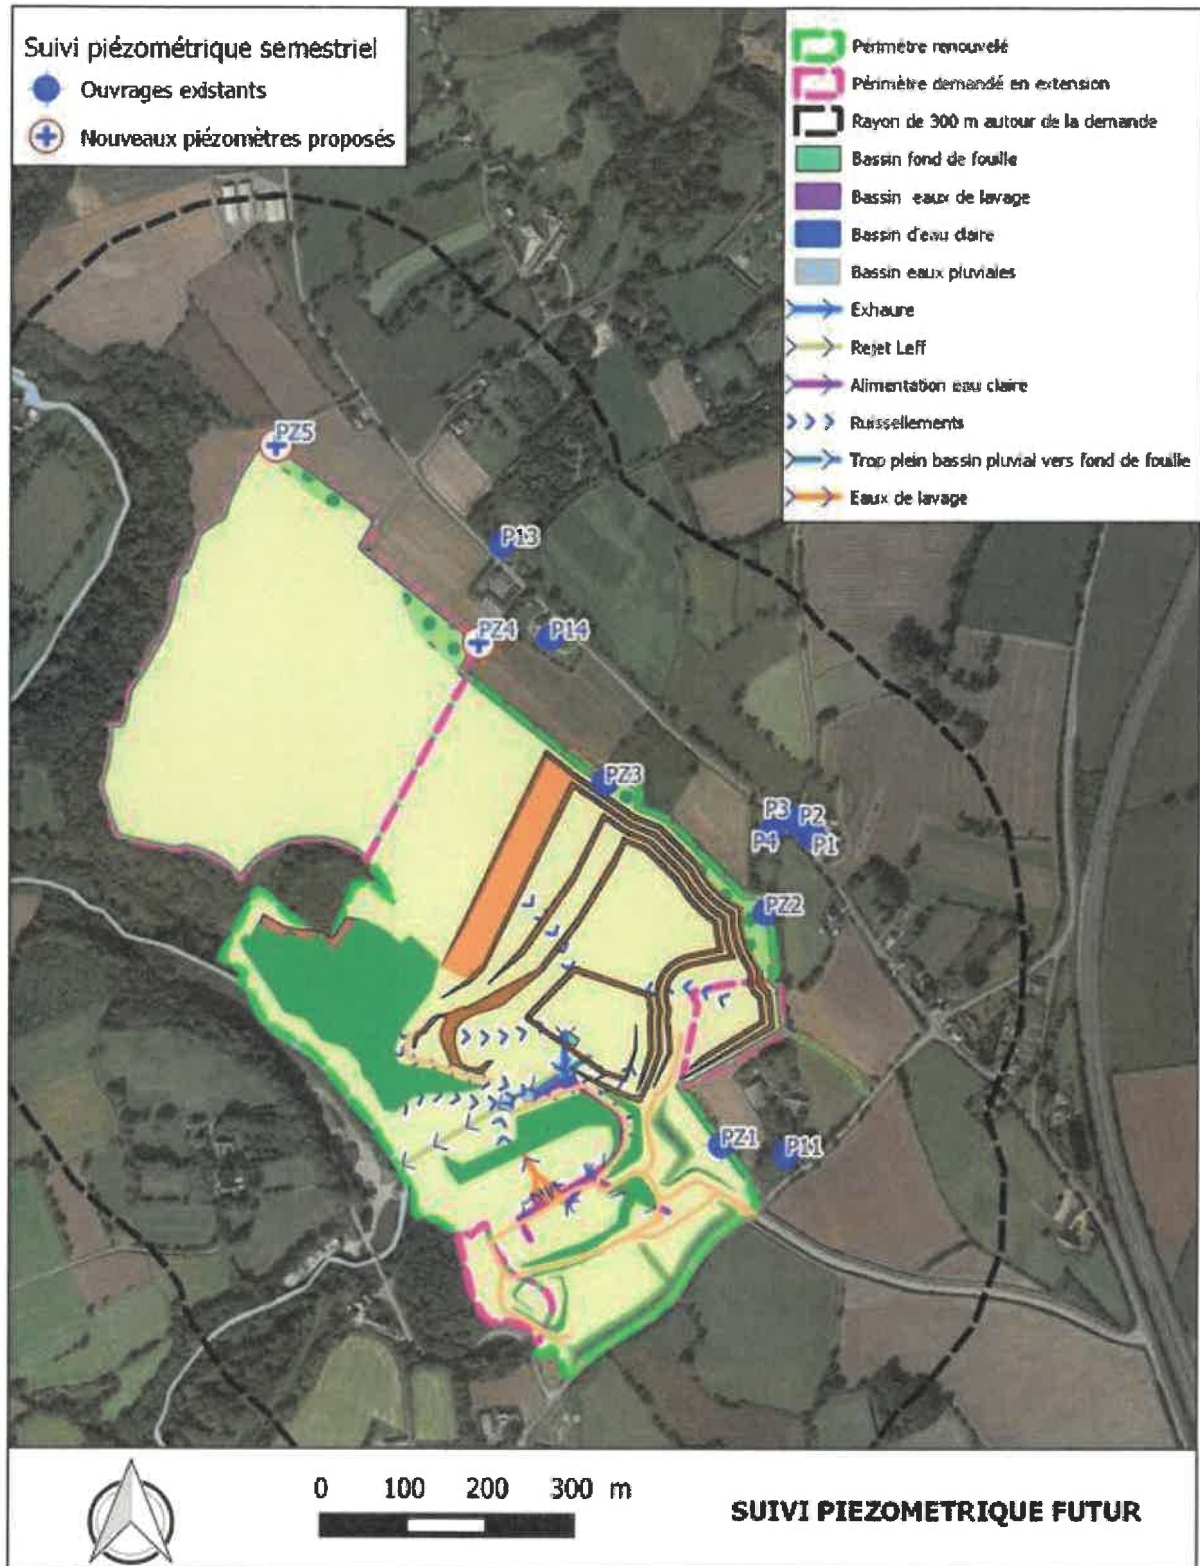 Suivi piézométrique semestriel
Ouvrages existants
Nouveaux piézomètres proposés
Périmètre renouvelé
Périmètre demandé en extension
Rayon de 300 m autour de la demande
Bassin fond de fouille
Bassin eaux de lavage
Bassin d'eau claire
Bassin eaux pluviales
Exhaure
Rejet Leff
Alimentation eau claire
Ruissellements
Trop plein bassin pluvial vers fond de fouille
Eaux de lavage
PZ5
P13
PZ4
P14
PZ3
P3
P2
P4
P1
PZ2
PZ1
P11
0 100 200 300 m
SUIVI PIEZOMETRIQUE FUTUR